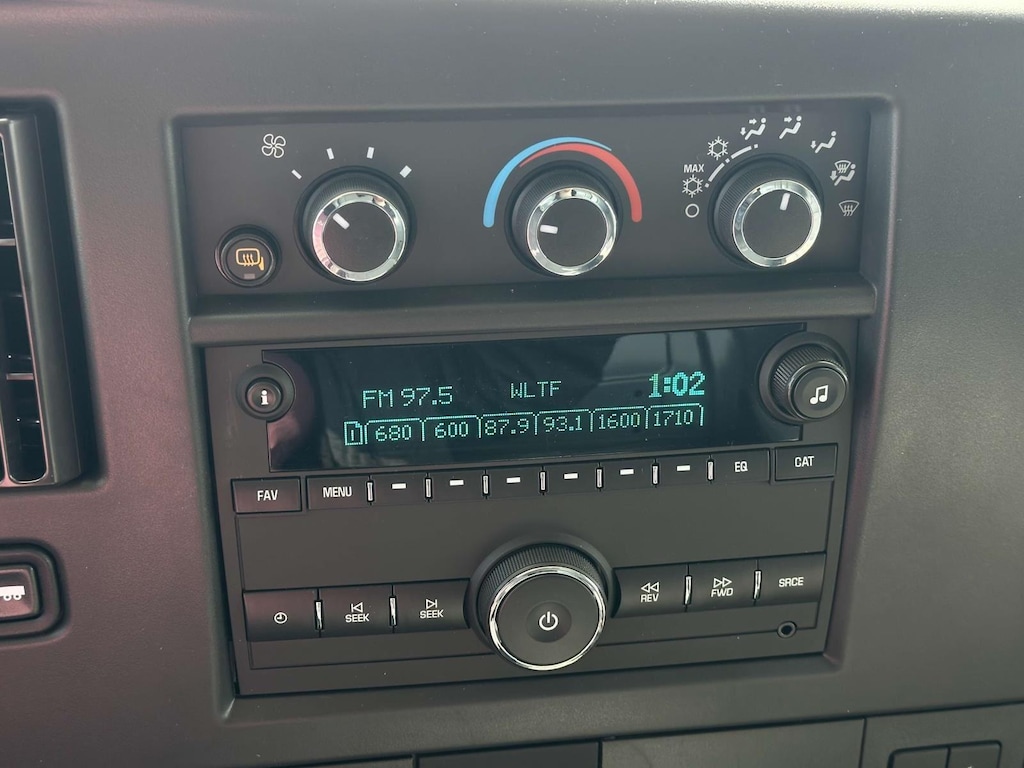 MAX
FM 97.5 WLTF 1:02
680 600 87.9 93.1 1600 1710
FAV MENU EQ CAT
SEEK SEEK REV FWD SRCE